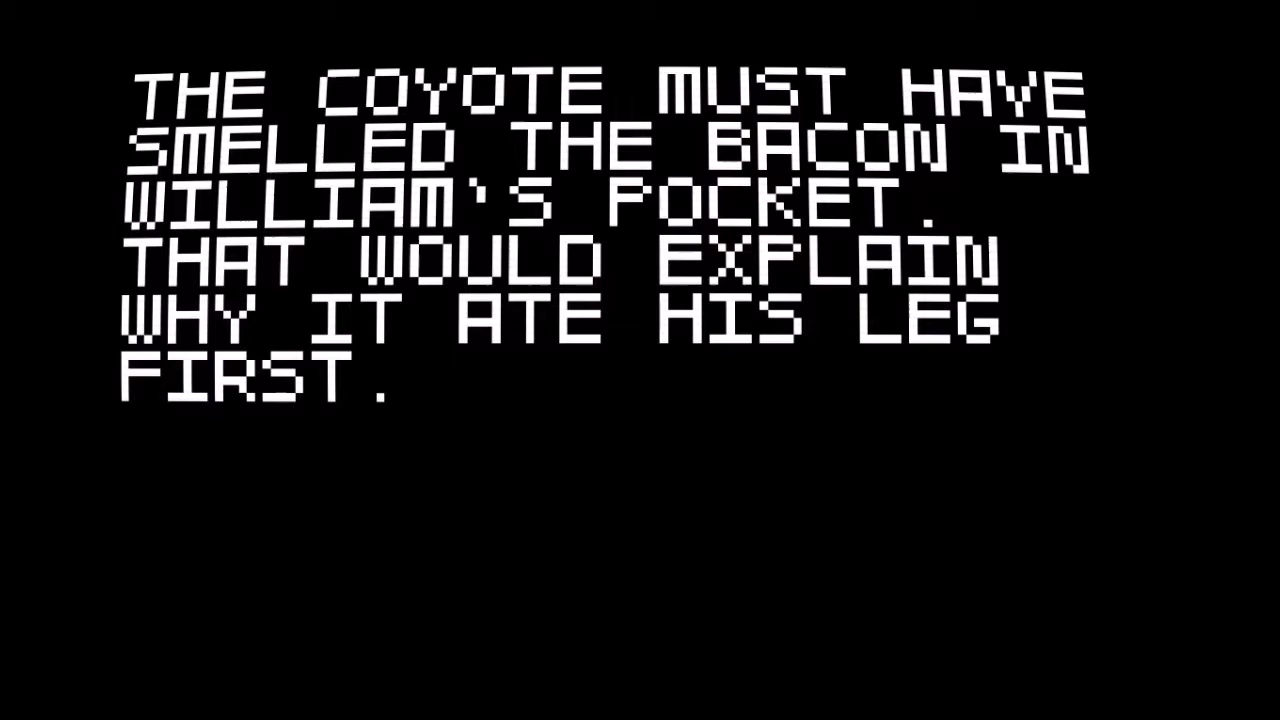 THE COYOTE MUST HAVE
SMELLED THE BACON IN
WILLIAM'S POCKET.
THAT WOULD EXPLAIN
WHY IT ATE HIS LEG
FIRST.